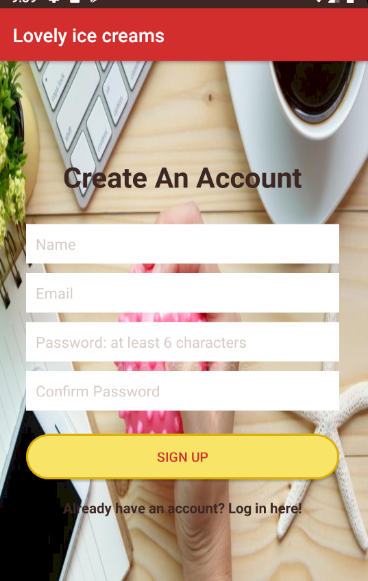 Lovely ice creams
Create An Account
Name
Email
Password: at least 6 characters
Confirm Password
SIGN UP
Already have an account? Log in here!